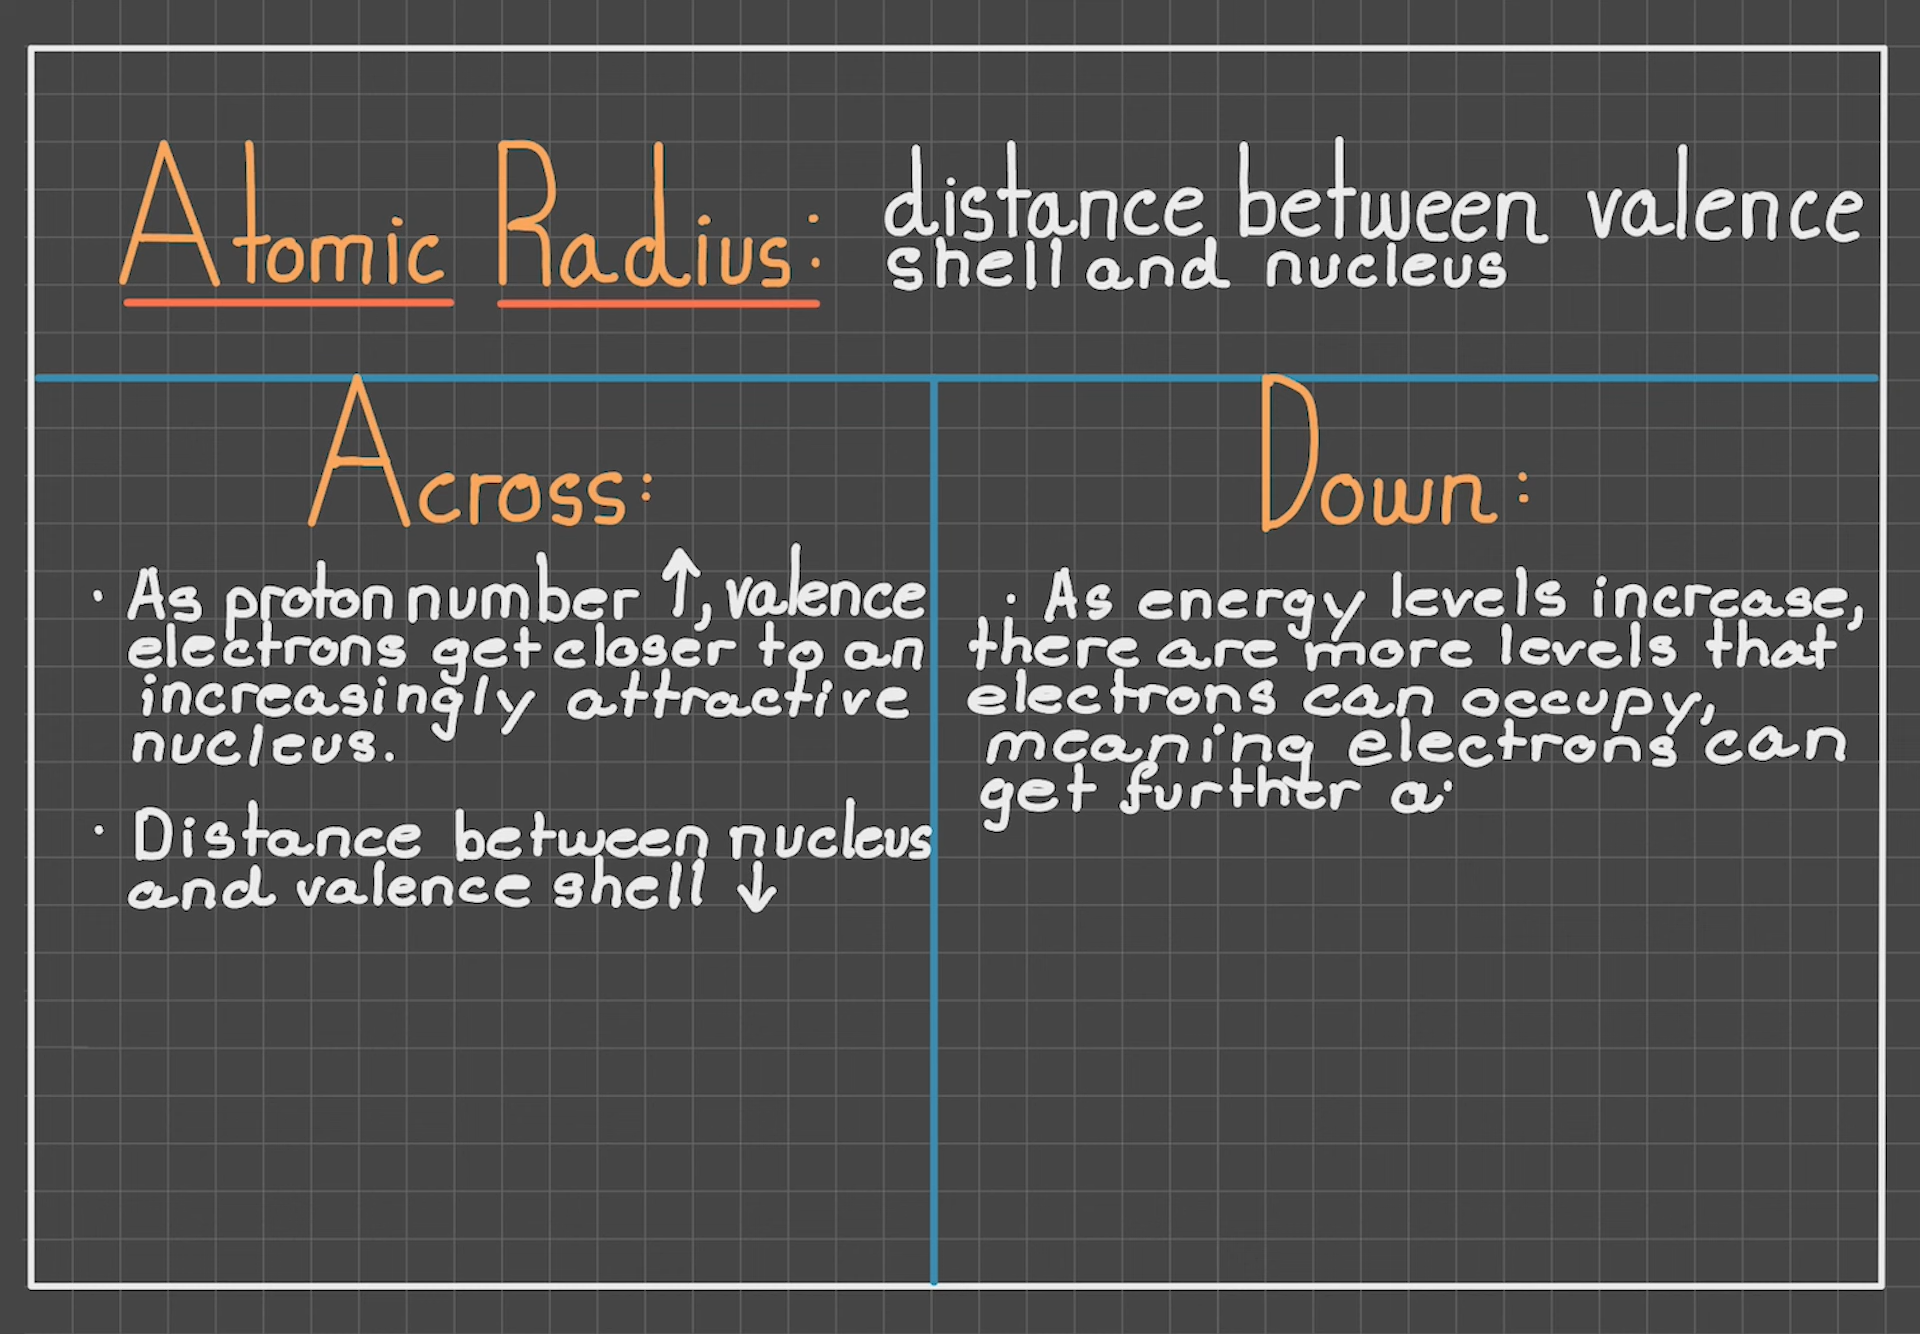 Atomic Radius: distance between valence
shell and nucleus
Across:
· As proton number ↑, valence
electrons get closer to an
increasingly attractive
nucleus.
· Distance between nucleus
and valence shell ↓
Down:
· As energy levels increase,
there are more levels that
electrons can occupy,
meaning electrons can
get further a